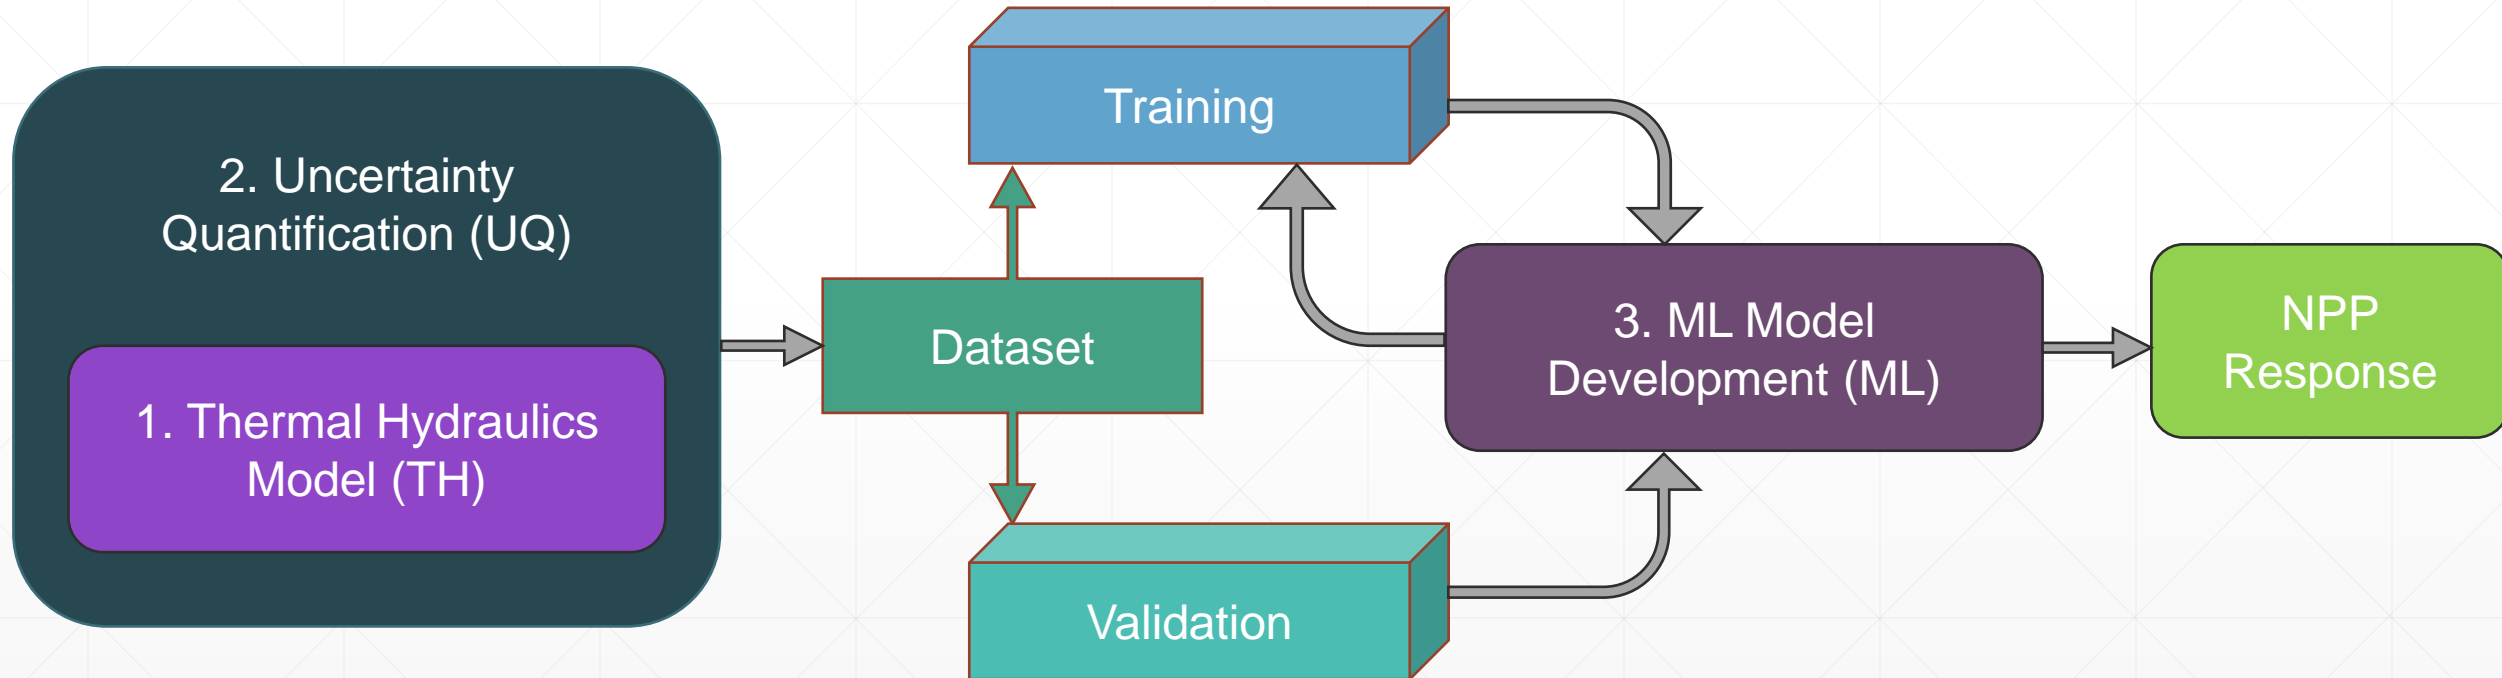 2. Uncertainty
Quantification (UQ)
1. Thermal Hydraulics
Model (TH)
Dataset
Training
Validation
3. ML Model
Development (ML)
NPP
Response